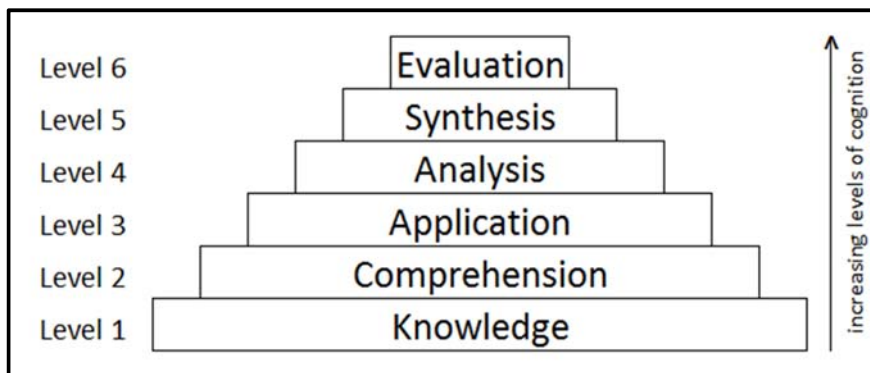 Level 6 Evaluation
Level 5 Synthesis
Level 4 Analysis
Level 3 Application
Level 2 Comprehension
Level 1 Knowledge
increasing levels of cognition